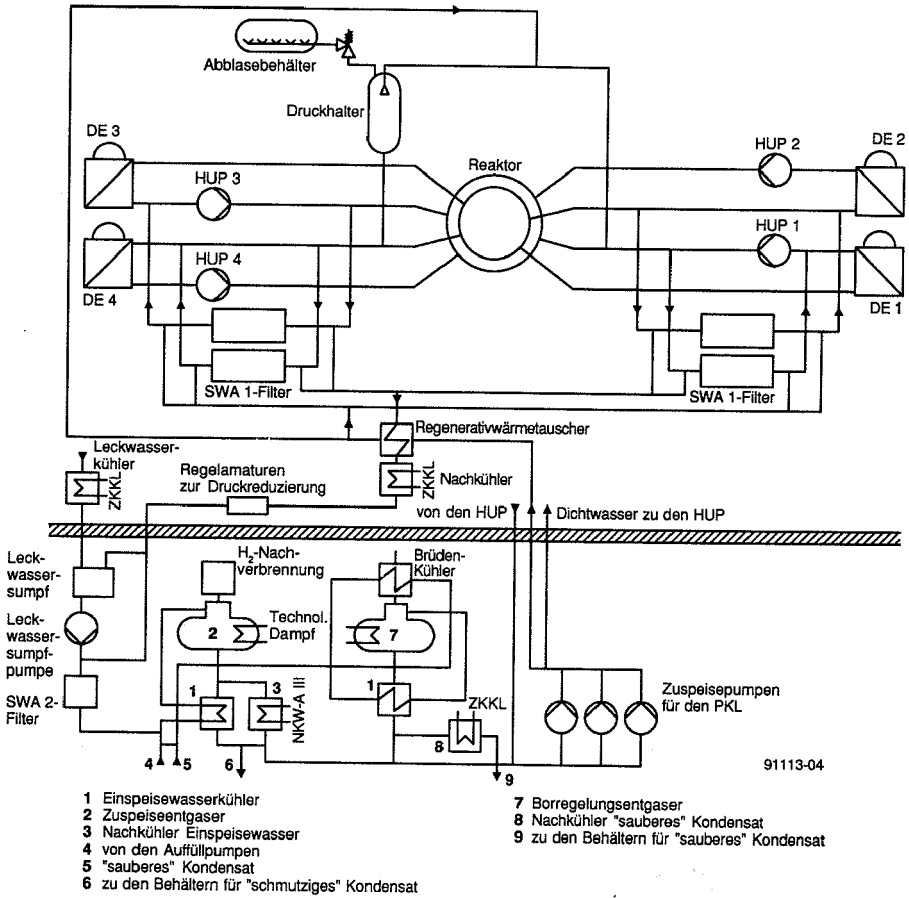 Abblasebehälter
Druckhalter
DE 3
HUP 3
Reaktor
HUP 2
DE 2
HUP 1
HUP 4
DE 4
DE 1
SWA 1-Filter
SWA 1-Filter
Regenerativwärmetauscher
Leckwasser-
kühler
ZKKL
Regelamaturen
zur Druckreduzierung
ZKKL
Nachkühler
von den HUP
Dichtwasser zu den HUP
Leck-
wasser-
sumpf
H₂-Nach-
verbrennung
Brüden-
Kühler
Leck-
wasser-
sumpf-
pumpe
2
Technol.
Dampf
7
SWA 2-
Filter
1
3
NKW-A III
1
ZKKL
8
Zuspeisepumpen
für den PKL
4
5
6
9
91113-04
1 Einspeisewasserkühler
2 Zuspeiseentgaser
3 Nachkühler Einspeisewasser
4 von den Auffüllpumpen
5 "sauberes" Kondensat
6 zu den Behältern für "schmutziges" Kondensat
7 Borregelungsentgaser
8 Nachkühler "sauberes" Kondensat
9 zu den Behältern für "sauberes" Kondensat